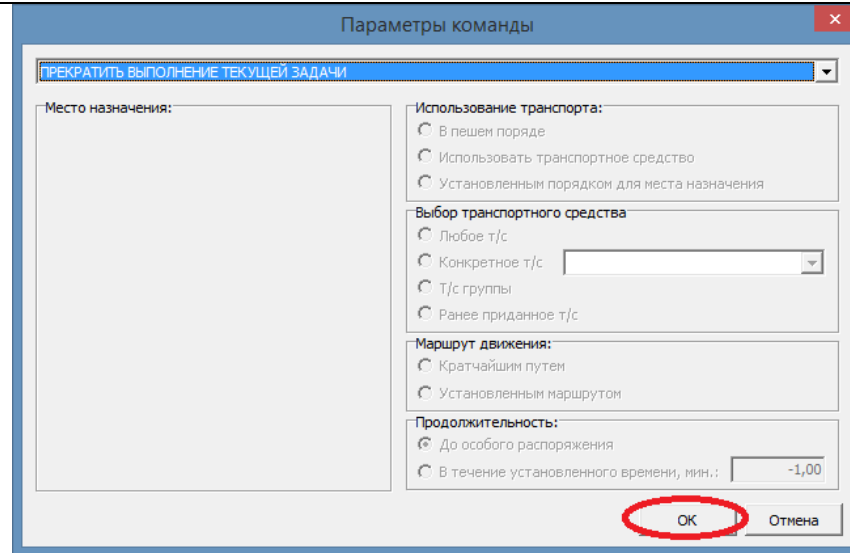 Параметры команды
ПРЕКРАТИТЬ ВЫПОЛНЕНИЕ ТЕКУЩЕЙ ЗАДАЧИ
Место назначения:
Использование транспорта:
В пешем поряде
Использовать транспортное средство
Установленным порядком для места назначения
Выбор транспортного средства
Любое т/с
Конкретное т/с
Т/с группы
Ранее приданное т/с
Маршрут движения:
Кратчайшим путем
Установленным маршрутом
Продолжительность:
До особого распоряжения
В течение установленного времени, мин.: -1,00
ОК Отмена